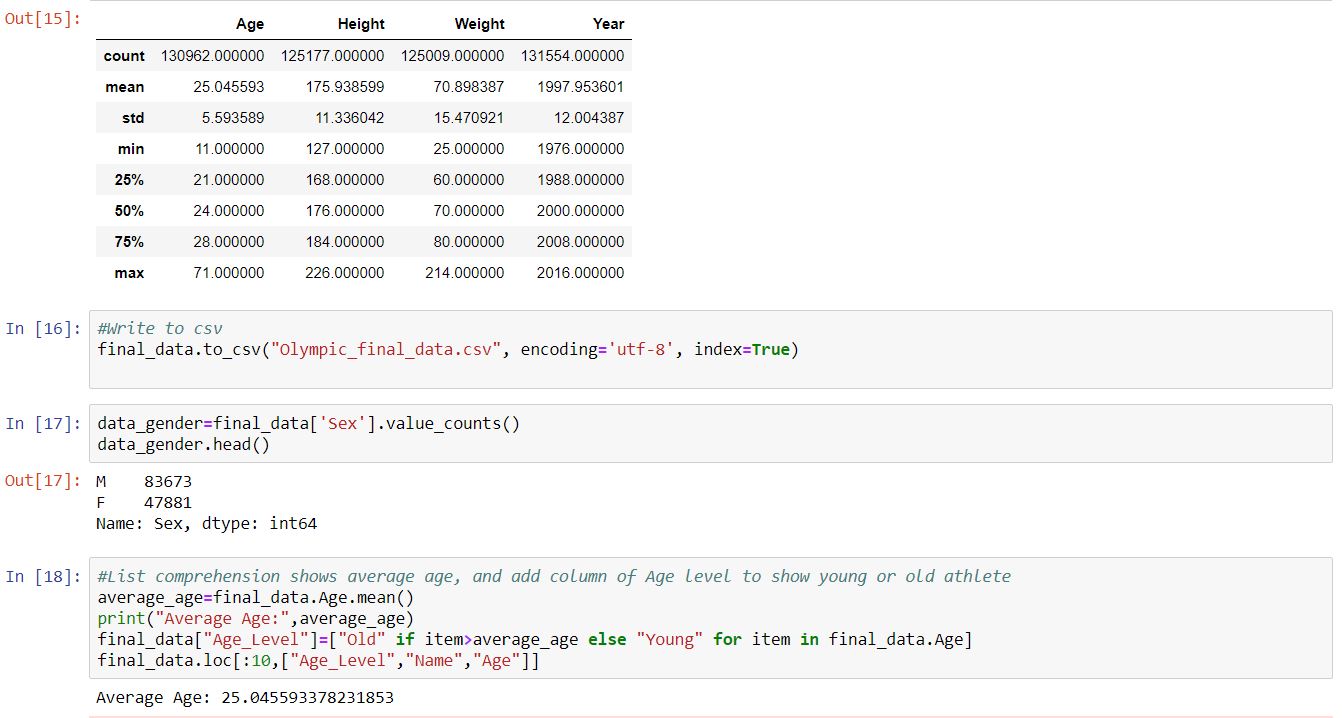 Out[15]:
Age Height Weight Year
count 130962.000000 125177.000000 125009.000000 131554.000000
mean 25.045593 175.938599 70.898387 1997.953601
std 5.593589 11.336042 15.470921 12.004387
min 11.000000 127.000000 25.000000 1976.000000
25% 21.000000 168.000000 60.000000 1988.000000
50% 24.000000 176.000000 70.000000 2000.000000
75% 28.000000 184.000000 80.000000 2008.000000
max 71.000000 226.000000 214.000000 2016.000000
In [16]: #Write to csv
final_data.to_csv("Olympic_final_data.csv", encoding='utf-8', index=True)
In [17]: data_gender=final_data['Sex'].value_counts()
data_gender.head()
Out[17]: M 83673
F 47881
Name: Sex, dtype: int64
In [18]: #List comprehension shows average age, and add column of Age level to show young or old athlete
average_age=final_data.Age.mean()
print("Average Age:",average_age)
final_data["Age_Level"]=["Old" if item>average_age else "Young" for item in final_data.Age]
final_data.loc[:10,["Age_Level","Name","Age"]]
Average Age: 25.045593378231853